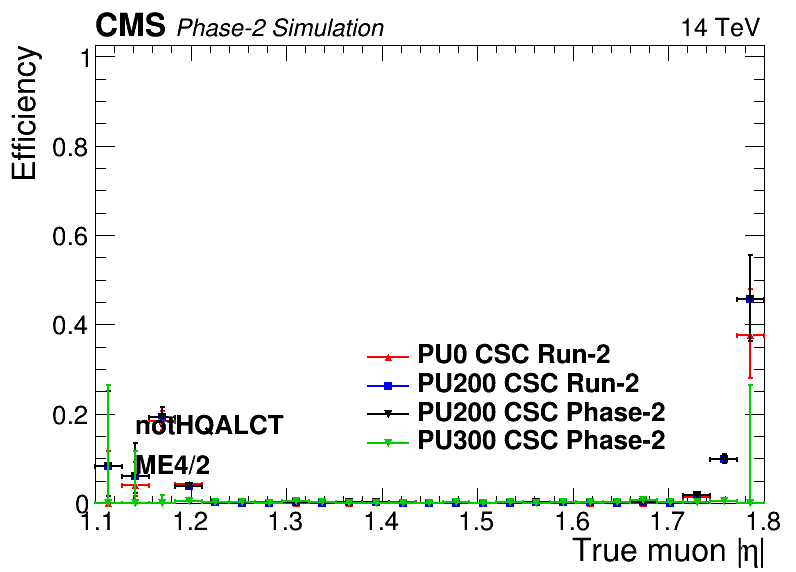 CMS Phase-2 Simulation 14 TeV
Efficiency
1
0.8
0.6
0.4
0.2
0
PU0 CSC Run-2
PU200 CSC Run-2
PU200 CSC Phase-2
PU300 CSC Phase-2
notHQALCT
ME4/2
1.1 1.2 1.3 1.4 1.5 1.6 1.7 1.8
True muon |η|